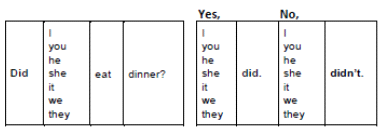 Yes, No,
I I I
you you you
he he he
Did she eat dinner? she did. she didn't.
it it it
we we we
they they they